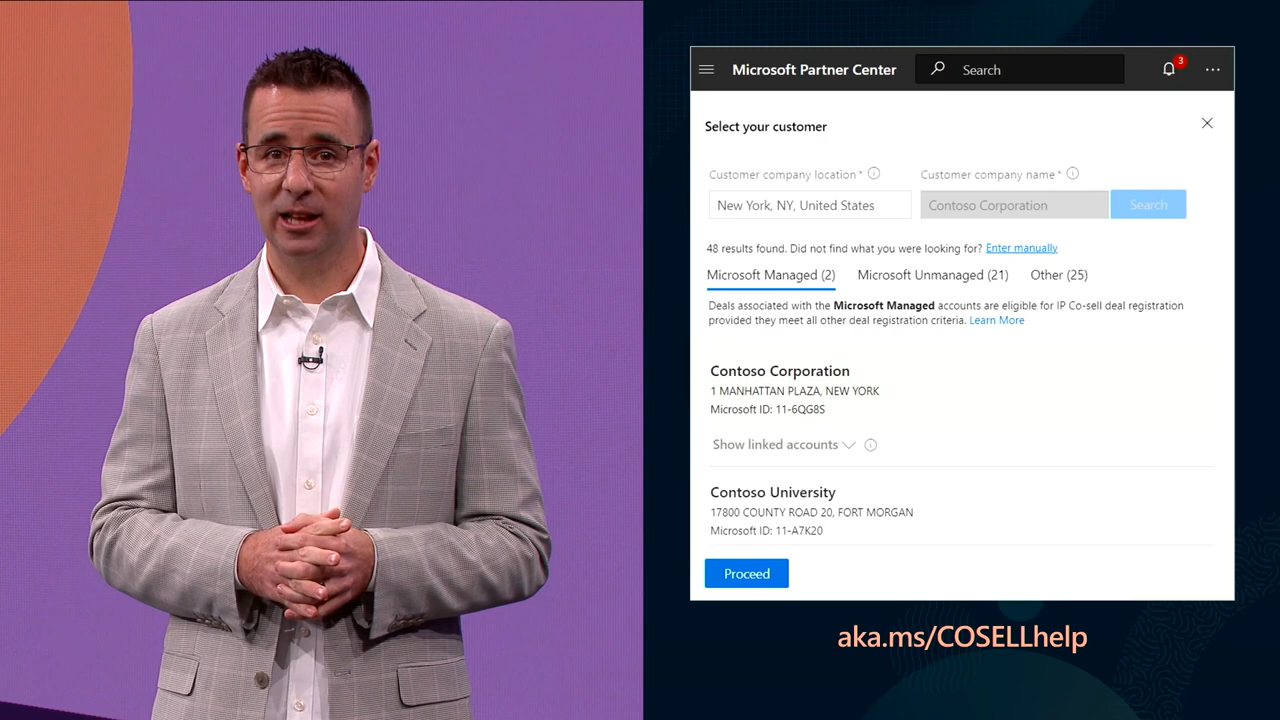 Microsoft Partner Center
Search
3
Select your customer
Customer company location *
Customer company name *
New York, NY, United States
Contoso Corporation
Search
48 results found. Did not find what you were looking for? Enter manually
Microsoft Managed (2)
Microsoft Unmanaged (21)
Other (25)
Deals associated with the Microsoft Managed accounts are eligible for IP Co-sell deal registration
provided they meet all other deal registration criteria. Learn More
Contoso Corporation
1 MANHATTAN PLAZA, NEW YORK
Microsoft ID: 11-6QG8S
Show linked accounts
Contoso University
17800 COUNTY ROAD 20, FORT MORGAN
Microsoft ID: 11-A7K20
Proceed
aka.ms/COSELLhelp